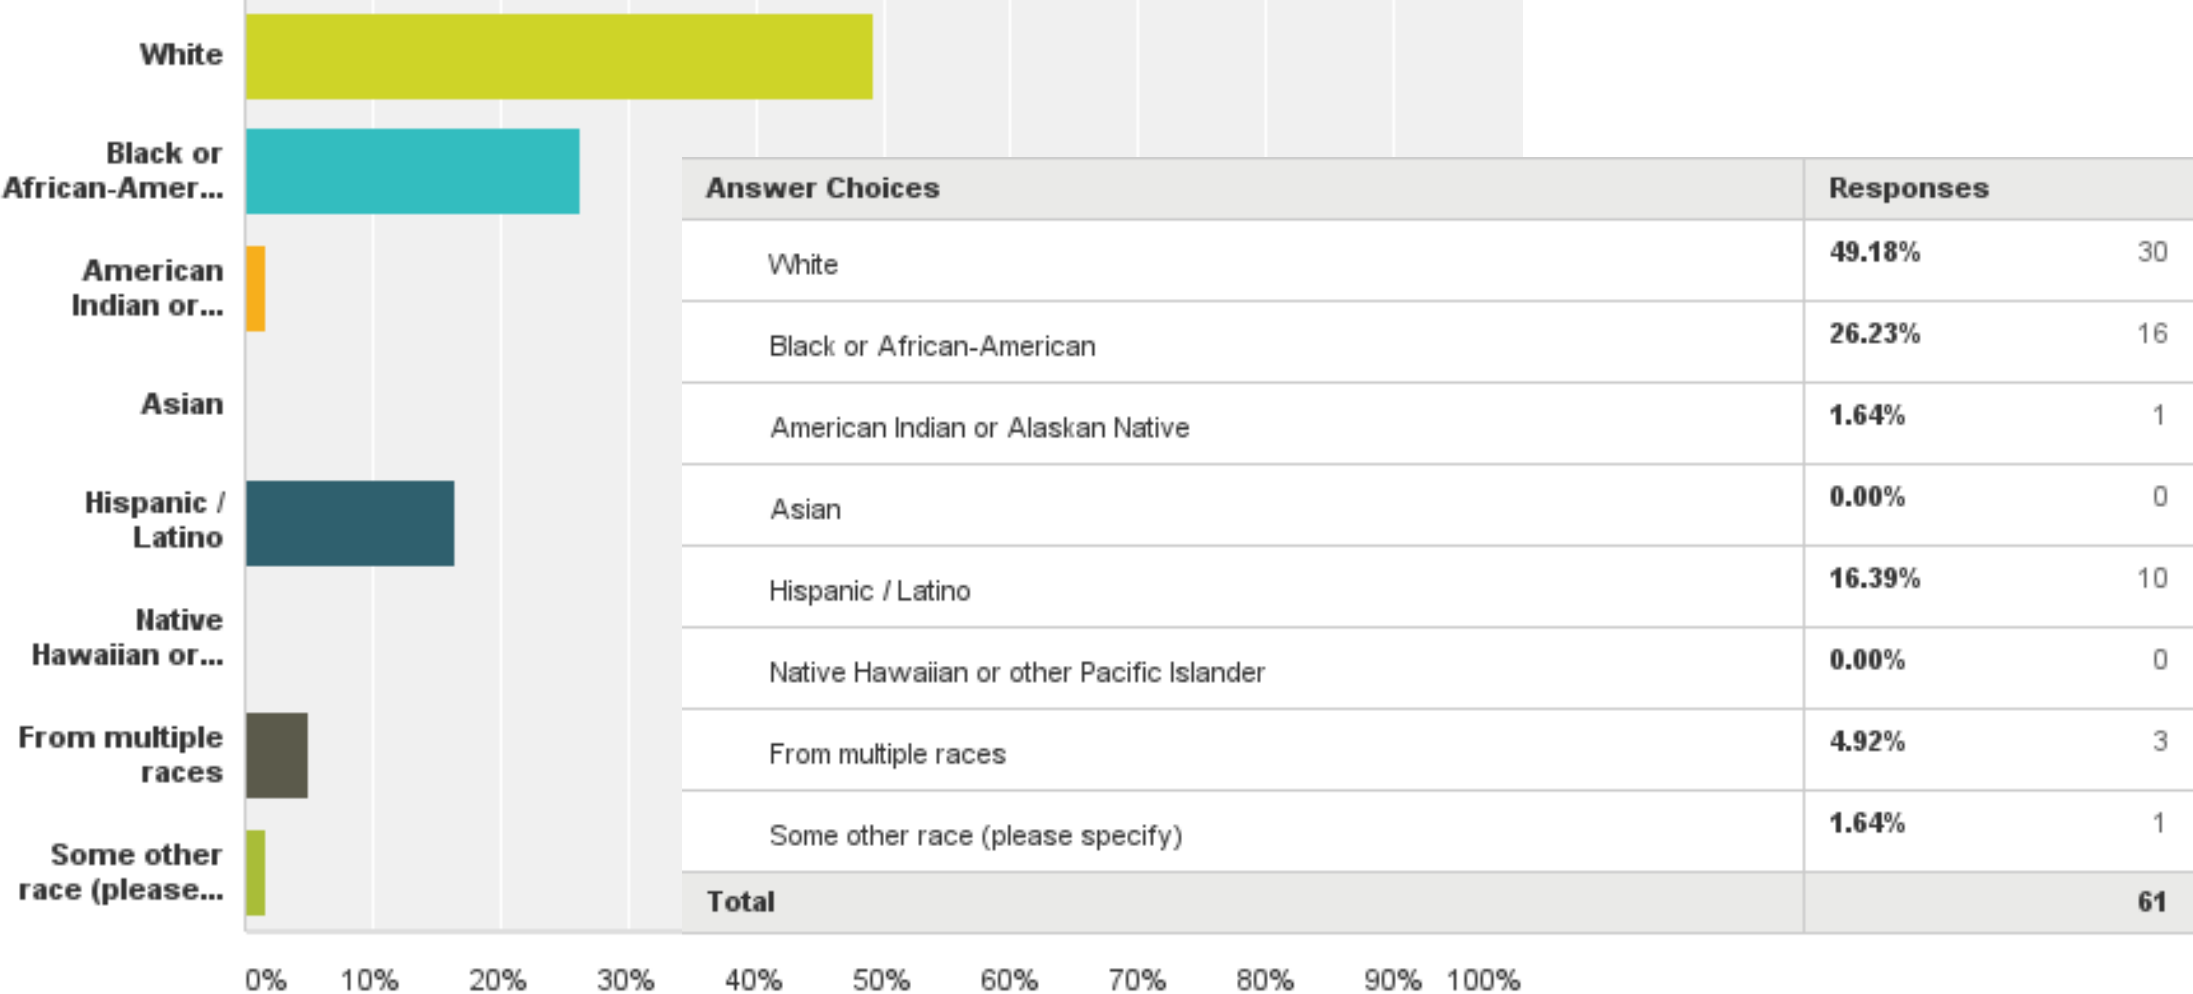 White
Black or
African-Amer...
American
Indian or...
Asian
Hispanic /
Latino
Native
Hawaiian or...
From multiple
races
Some other
race (please...
0% 10% 20% 30% 40% 50% 60% 70% 80% 90% 100%
Answer Choices Responses
White 49.18% 30
Black or African-American 26.23% 16
American Indian or Alaskan Native 1.64% 1
Asian 0.00% 0
Hispanic / Latino 16.39% 10
Native Hawaiian or other Pacific Islander 0.00% 0
From multiple races 4.92% 3
Some other race (please specify) 1.64% 1
Total 61